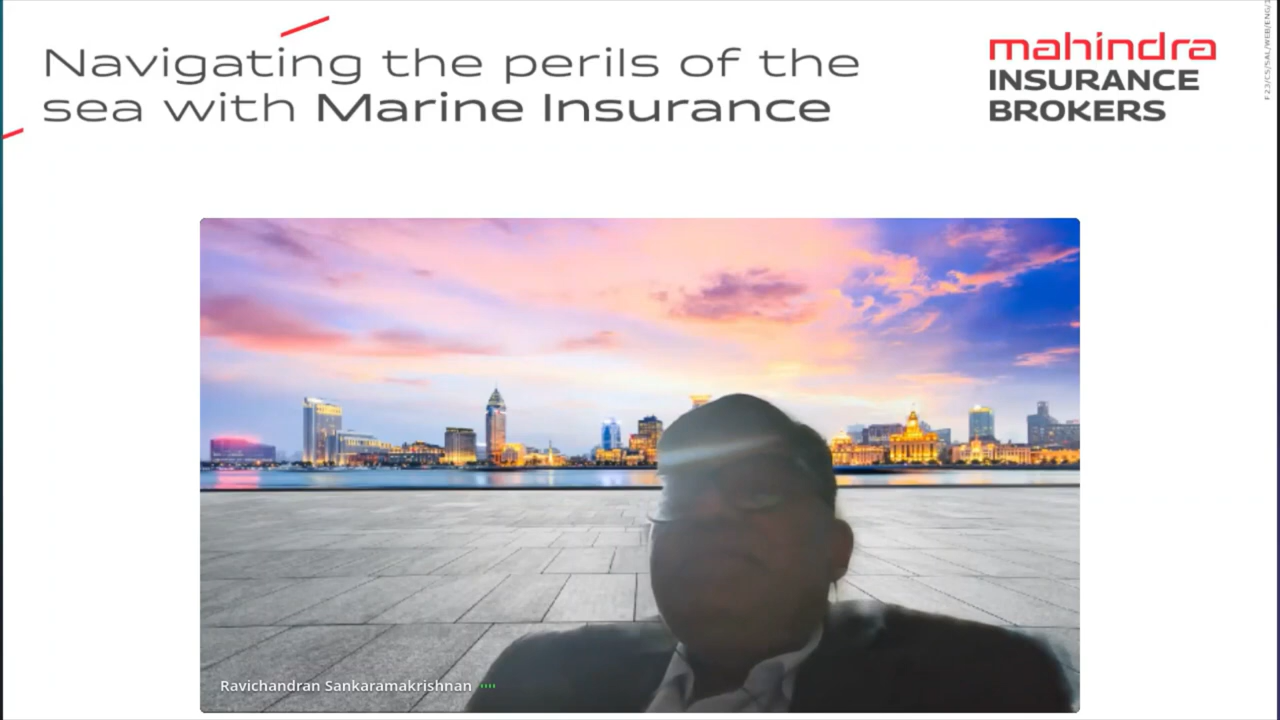 Navigating the perils of the
sea with Marine Insurance
mahindra
INSURANCE
BROKERS
Ravichandran Sankaramakrishnan